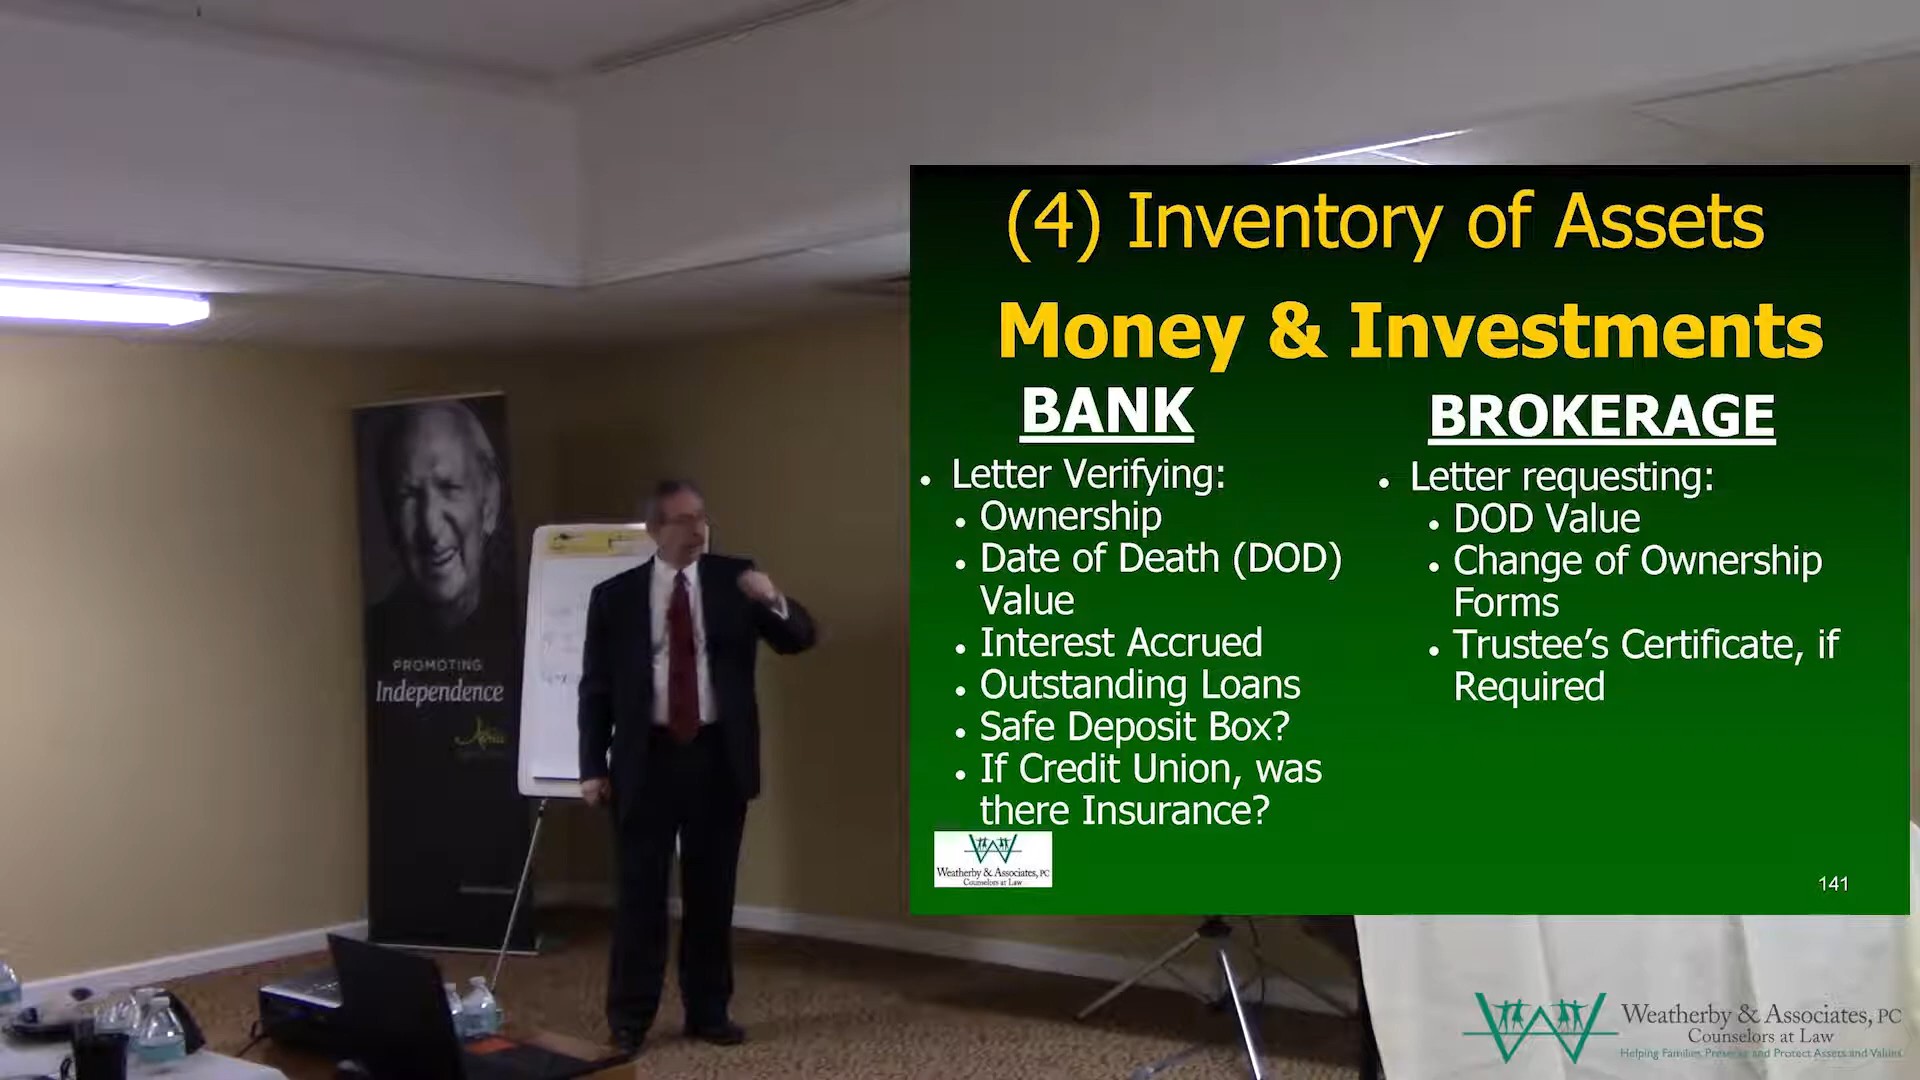 (4) Inventory of Assets
Money & Investments
BANK
• Letter Verifying:
• Ownership
• Date of Death (DOD)
Value
• Interest Accrued
• Outstanding Loans
• Safe Deposit Box?
• If Credit Union, was
there Insurance?
BROKERAGE
• Letter requesting:
• DOD Value
• Change of Ownership
Forms
• Trustee’s Certificate, if
Required
Weatherby & Associates, PC
Counselors at Law
141
PROMOTING
Independence
Weatherby & Associates, PC
Counselors at Law
Helping Families Preserve and Protect Assets and Values